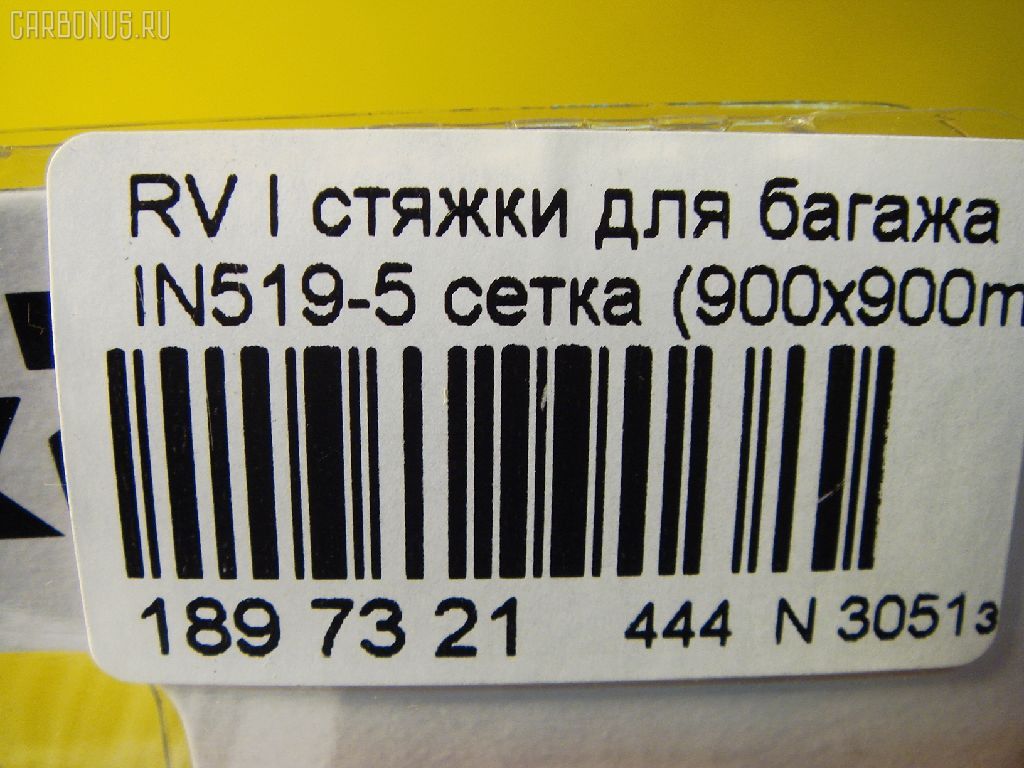 CARBONUS.RU
RV I стяжки для багажа
IN519-5 сетка (900x900m
189 73 21 444 N 3051з